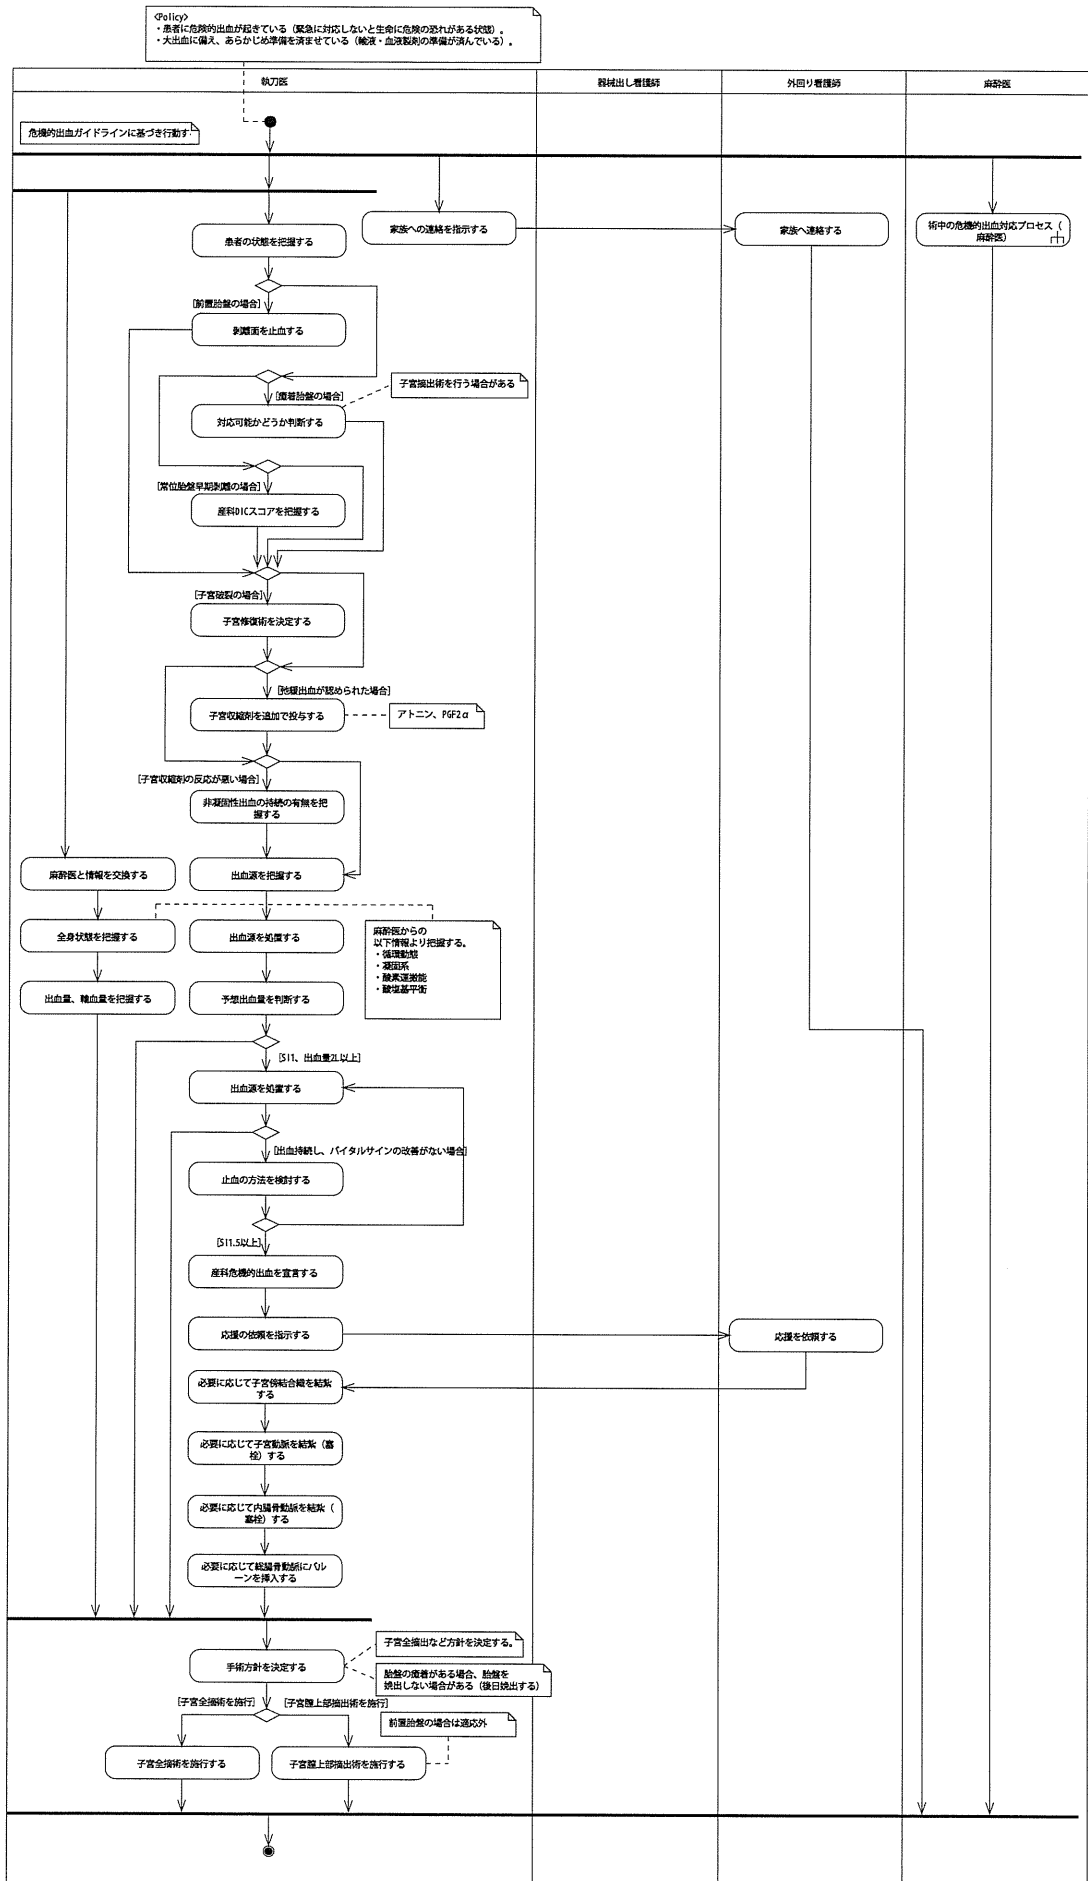 <Policy>
・患者に危険的出血が起きている（緊急に対応しないと生命に危険の恐れがある状態）。
・大出血に備え、あらかじめ準備を済ませている（輸液・血液製剤の準備が済んでいる）。
執刀医
器械出し看護師
外回り看護師
麻酔医
危機的出血ガイドラインに基づき行動す
家族への連絡を指示する
家族へ連絡する
術中の危機的出血対応プロセス（
麻酔医）
患者の状態を把握する
[前置胎盤の場合]
剥離面を止血する
子宮摘出術を行う場合がある
[癒着胎盤の場合]
対応可能かどうか判断する
[常位胎盤早期剥離の場合]
産科DICスコアを把握する
[子宮破裂の場合]
子宮修復術を決定する
[弛緩出血が認められた場合]
子宮収縮剤を追加で投与する
アトニン、PGF2α
[子宮収縮剤の反応が悪い場合]
非凝固性出血の持続の有無を把
握する
麻酔医と情報を交換する
出血源を把握する
全身状態を把握する
出血源を処置する
麻酔医からの
以下情報より把握する。
・循環動態
・凝固系
・酸素運搬能
・酸塩基平衡
出血量、輸血量を把握する
予想出血量を判断する
[SI1、出血量2L以上]
出血源を処置する
[出血持続し、バイタルサインの改善がない場合]
止血の方法を検討する
[SI1.5以上]
産科危機的出血を宣言する
応援の依頼を指示する
応援を依頼する
必要に応じて子宮傍結合織を結紮
する
必要に応じて子宮動脈を結紮（塞
栓）する
必要に応じて内腸骨動脈を結紮（
塞栓）する
必要に応じて総腸骨動脈にバル
ーンを挿入する
子宮全摘出など方針を決定する。
手術方針を決定する
胎盤の癒着がある場合、胎盤を
娩出しない場合がある（後日娩出する）
[子宮全摘術を施行]
[子宮腟上部摘出術を施行]
前置胎盤の場合は適応外
子宮全摘術を施行する
子宮腟上部摘出術を施行する